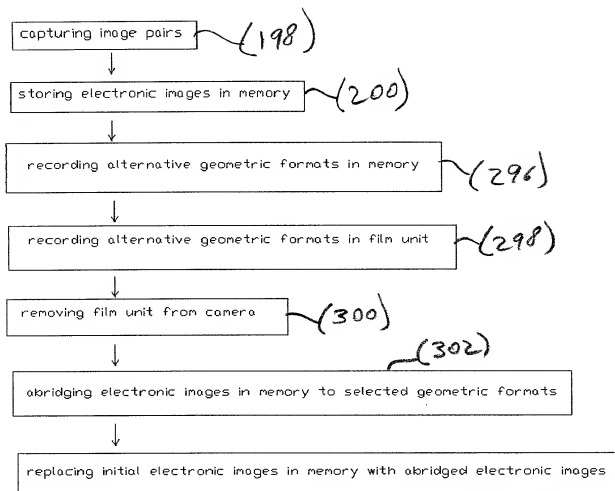 capturing image pairs (198)
storing electronic images in memory (200)
recording alternative geometric formats in memory (296)
recording alternative geometric formats in film unit (298)
removing film unit from camera (300)
(302)
abridging electronic images in memory to selected geometric formats
replacing initial electronic images in memory with abridged electronic images